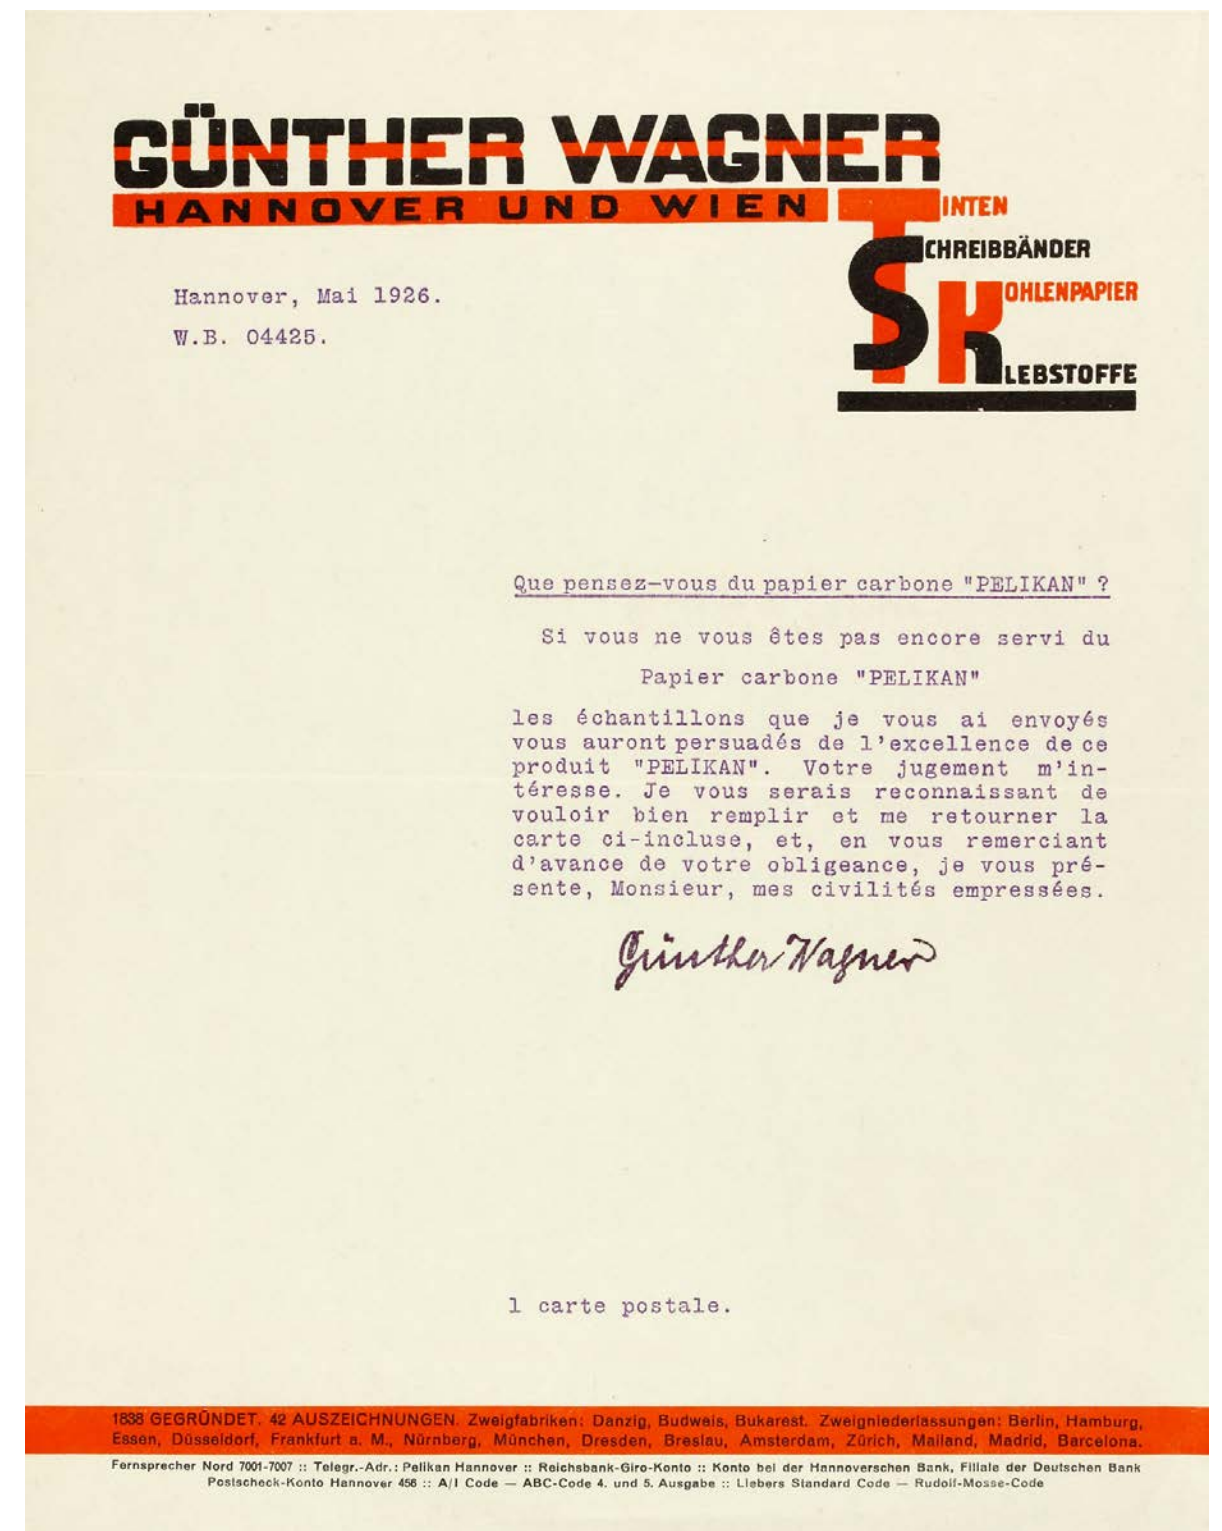 GÜNTHER WAGNER
HANNOVER UND WIEN
TINTEN
SCHREIBBÄNDER
KOHLENPAPIER
KLEBSTOFFE
Hannover, Mai 1926.
W.B. 04425.
Que pensez-vous du papier carbone "PELIKAN" ?
Si vous ne vous êtes pas encore servi du
Papier carbone "PELIKAN"
les échantillons que je vous ai envoyés
vous auront persuadés de l'excellence de ce
produit "PELIKAN". Votre jugement m'in-
téresse. Je vous serais reconnaissant de
vouloir bien remplir et me retourner la
carte ci-incluse, et, en vous remerciant
d'avance de votre obligeance, je vous pré-
sente, Monsieur, mes civilités empressées.
Günther Wagner
1 carte postale.
1838 GEGRÜNDET. 42 AUSZEICHNUNGEN. Zweigfabriken: Danzig, Budweis, Bukarest. Zweigniederlassungen: Berlin, Hamburg,
Essen, Düsseldorf, Frankfurt a. M., Nürnberg, München, Dresden, Breslau, Amsterdam, Zürich, Mailand, Madrid, Barcelona.
Fernsprecher Nord 7001-7007 :: Telegr.-Adr.: Pelikan Hannover :: Reichsbank-Giro-Konto :: Konto bei der Hannoverschen Bank, Filiale der Deutschen Bank
Postscheck-Konto Hannover 456 :: A/I Code — ABC-Code 4. und 5. Ausgabe :: Liebers Standard Code — Rudolf-Mosse-Code